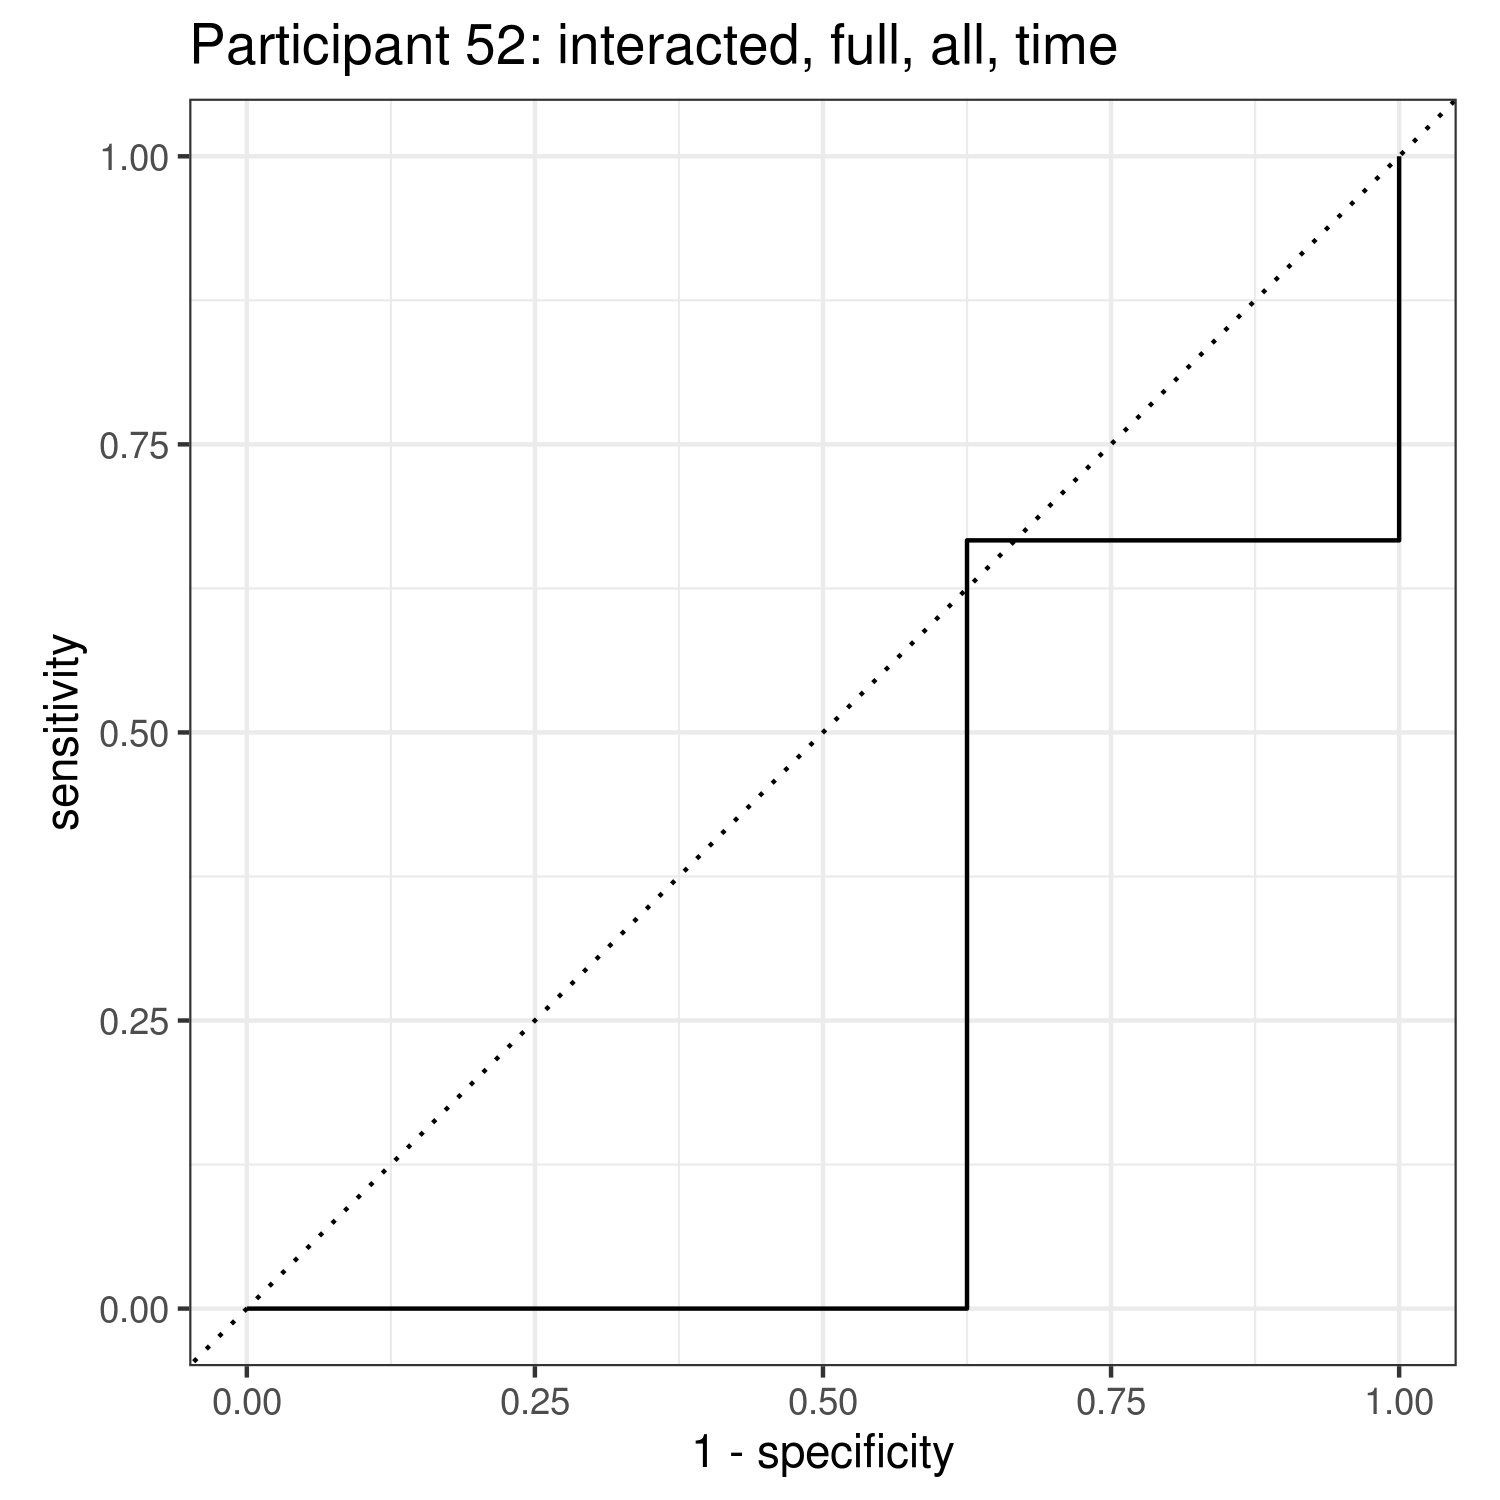 Participant 52: interacted, full, all, time
1.00
0.75
0.50
0.25
0.00
sensitivity
0.00 0.25 0.50 0.75 1.00
1 - specificity